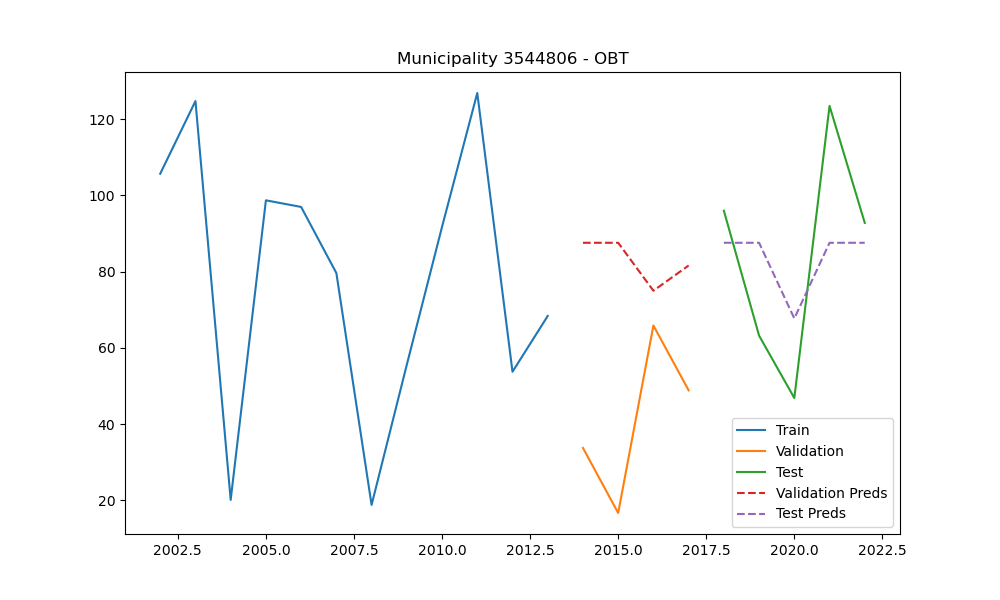 Municipality 3544806 - OBT
120
100
80
60
40
20
2002.5 2005.0 2007.5 2010.0 2012.5 2015.0 2017.5 2020.0 2022.5
Train
Validation
Test
Validation Preds
Test Preds